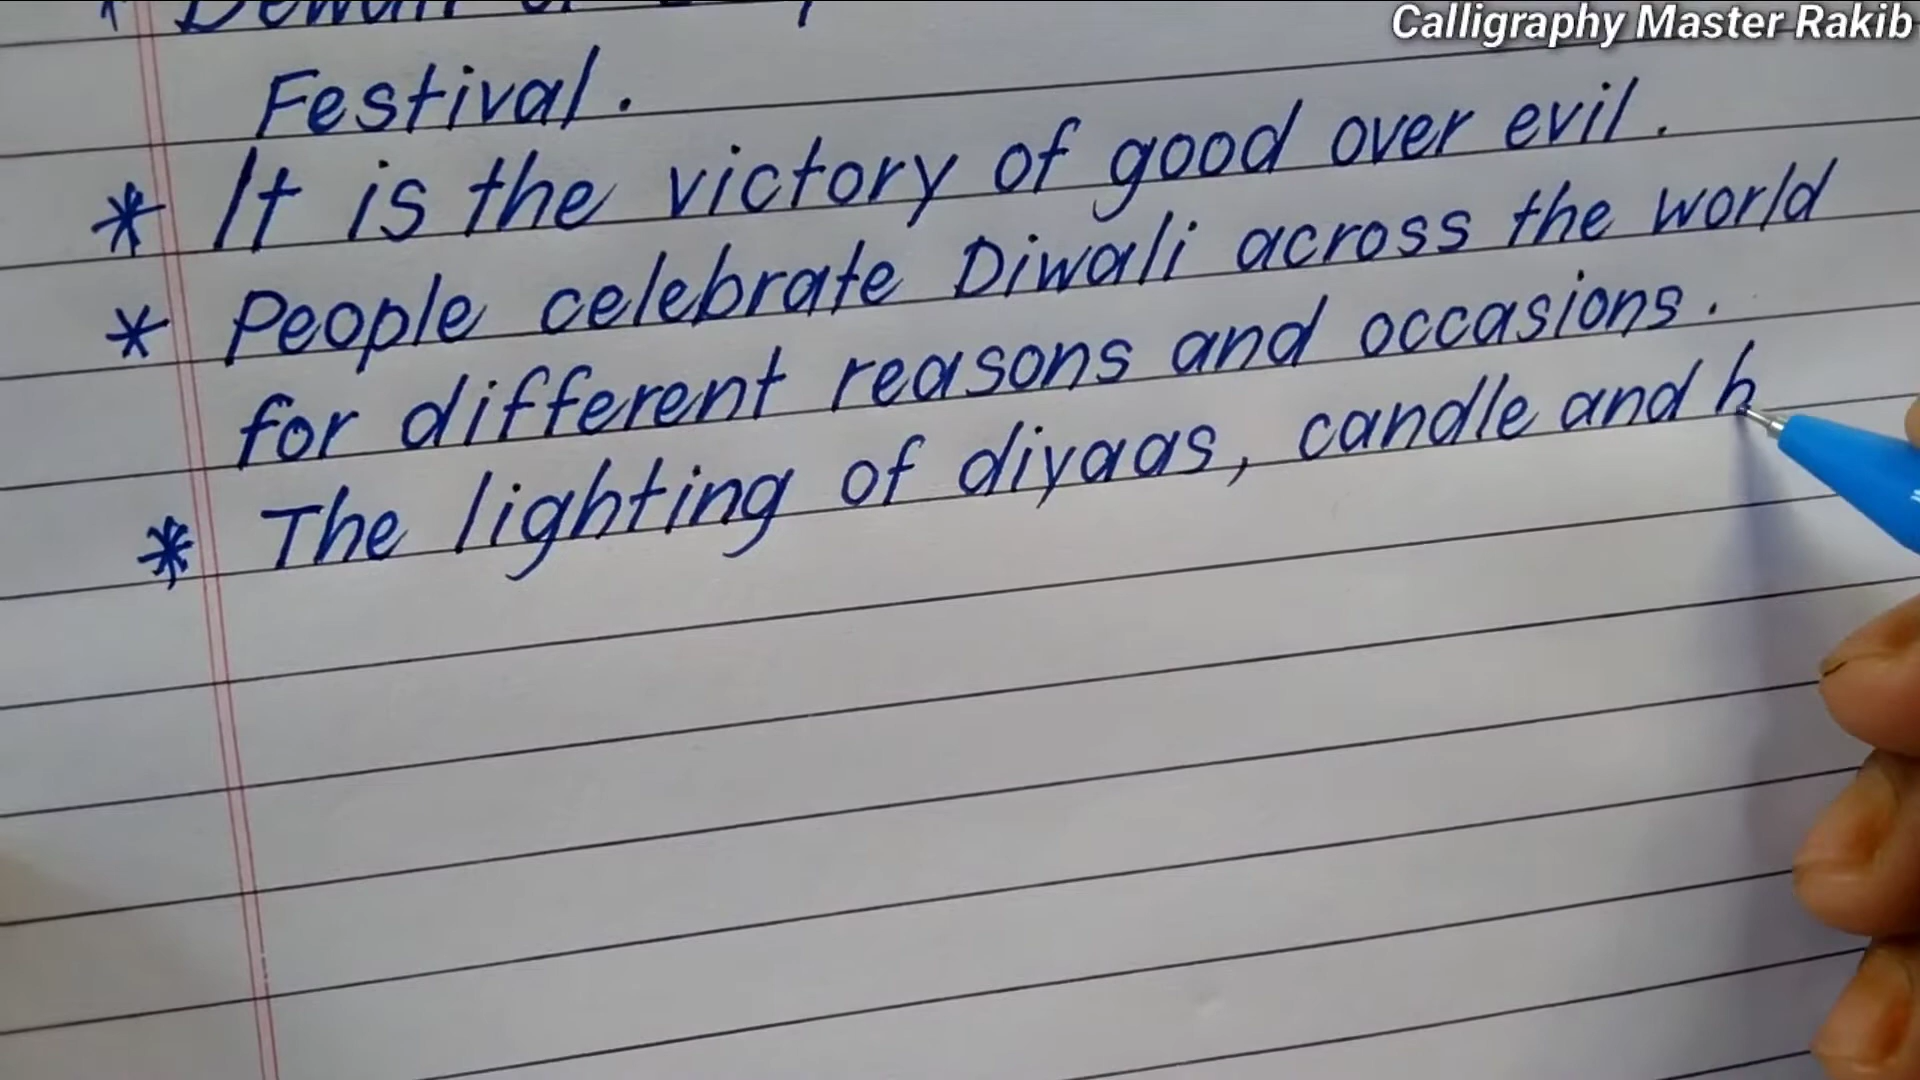 Calligraphy Master Rakib
Festival.
* It is the victory of good over evil.
* People celebrate Diwali across the world
for different reasons and occasions.
* The lighting of diyaas, candle and h